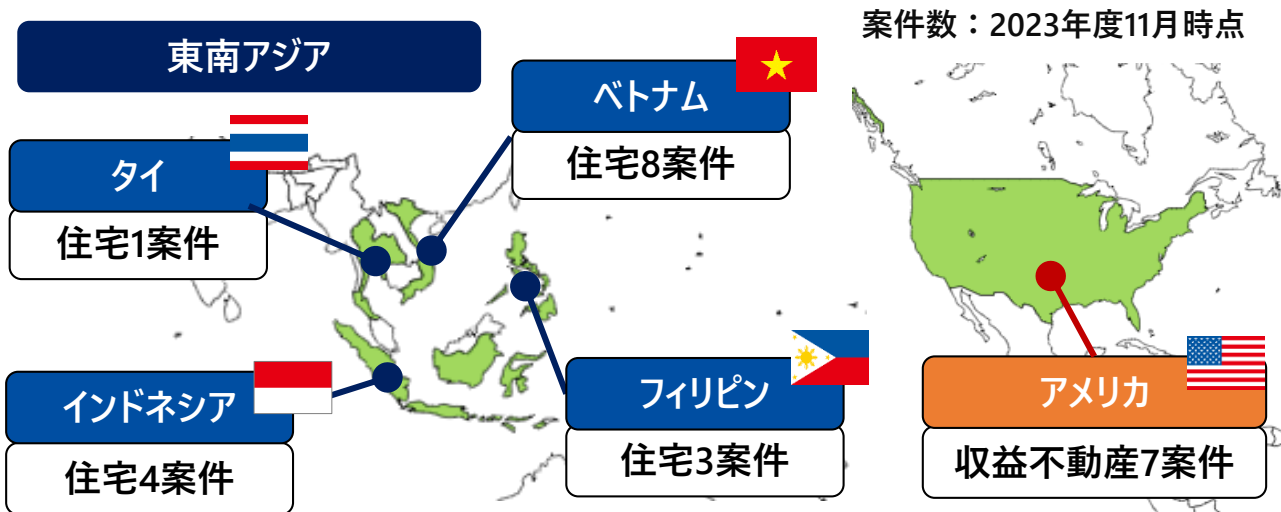 案件数：2023年度11月時点
東南アジア
ベトナム
住宅8案件
タイ
住宅1案件
インドネシア
住宅4案件
フィリピン
住宅3案件
アメリカ
収益不動産7案件